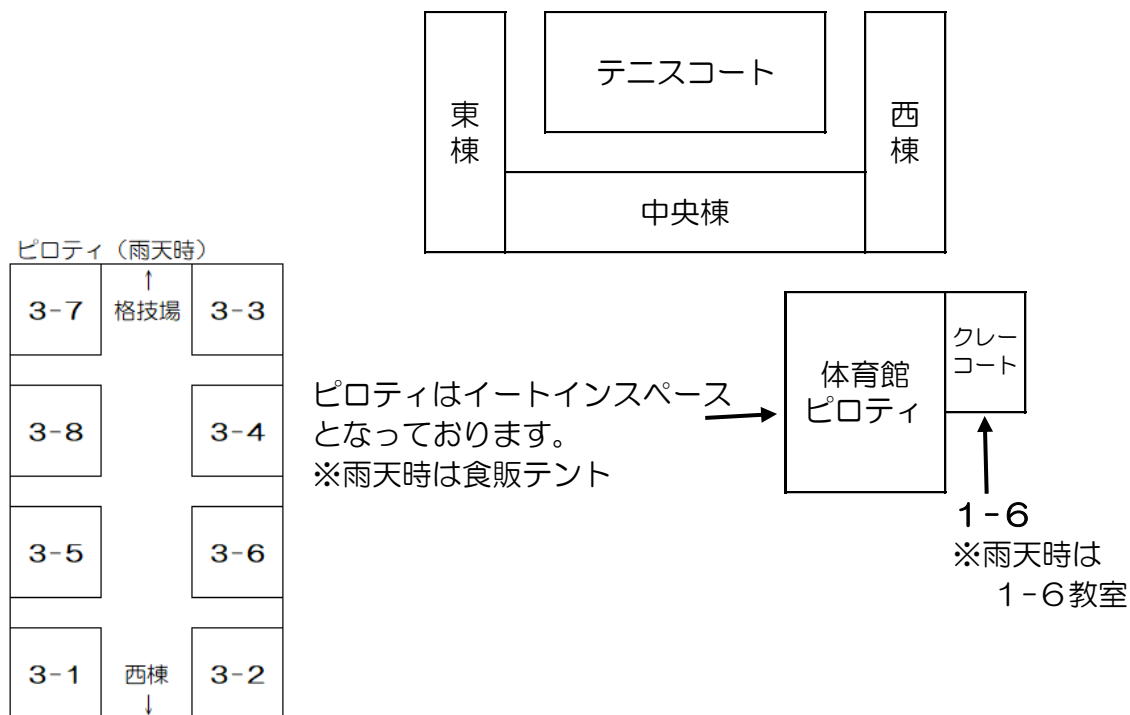 テニスコート
東棟
西棟
中央棟
ピロティ（雨天時）
↑
3-7 格技場 3-3
3-8 3-4
3-5 3-6
3-1 西棟 3-2
↓
ピロティはイートインスペース
となっております。
※雨天時は食販テント
体育館
ピロティ
クレー
コート
1-6
※雨天時は
1-6教室